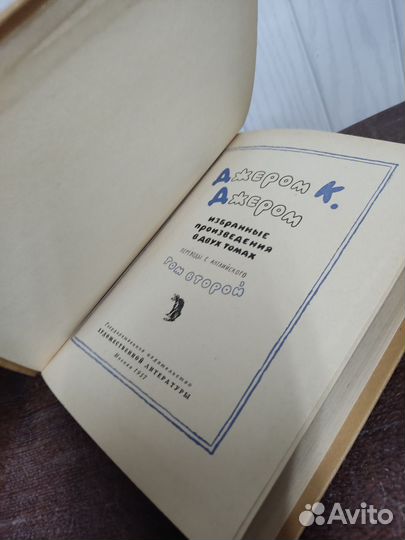 Джером К.
Джером
избранные
произведения
в двух томах
Переводы с английского
Том второй
Государственное издательство
ХУДОЖЕСТВЕННОЙ ЛИТЕРАТУРЫ
Москва 1957
Avito